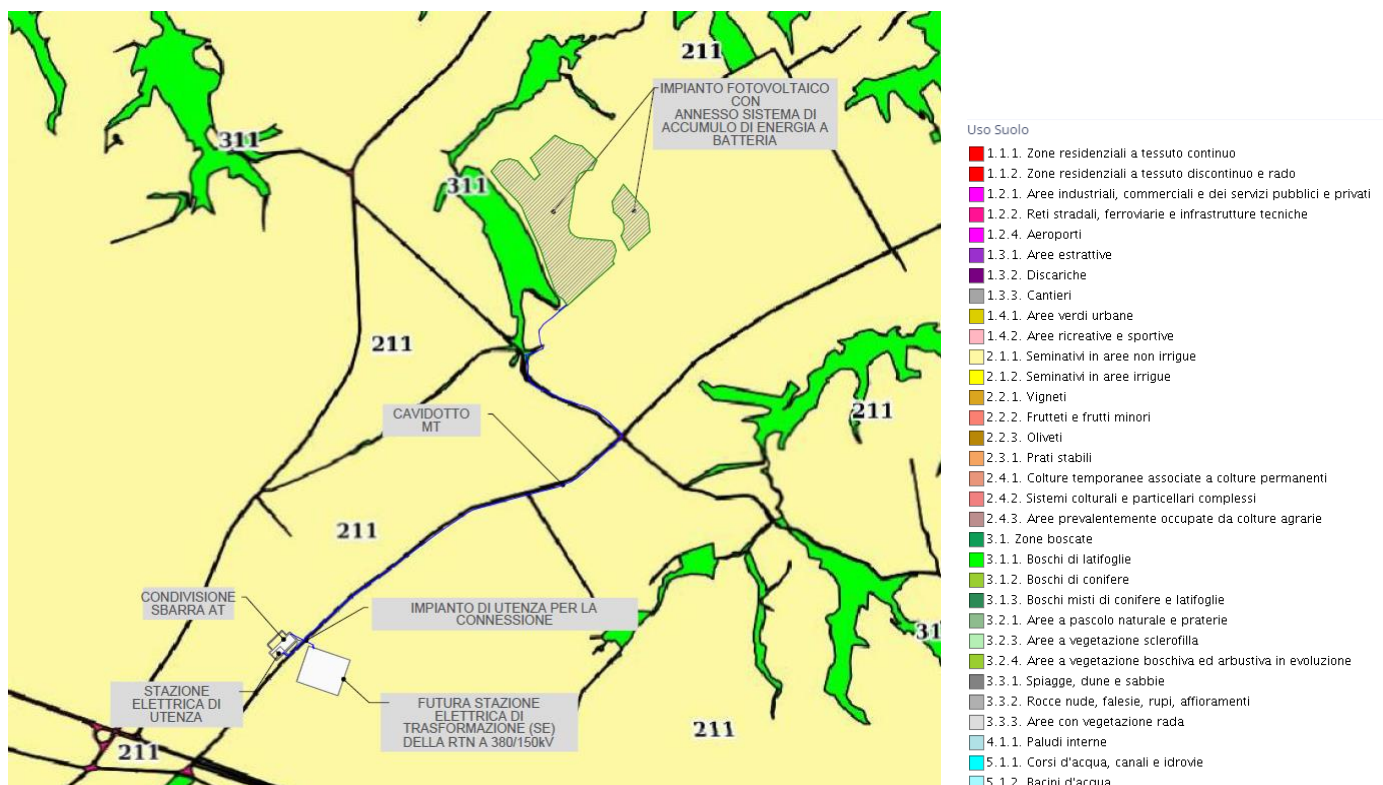 211
IMPIANTO FOTOVOLTAICO
CON
ANNESSO SISTEMA DI
ACCUMULO DI ENERGIA A
BATTERIA
311
311
211
211
CAVIDOTTO
MT
211
CONDIVISIONE
SBARRA AT
IMPIANTO DI UTENZA PER LA
CONNESSIONE
31
STAZIONE
ELETTRICA DI
UTENZA
FUTURA STAZIONE
ELETTRICA DI
TRASFORMAZIONE (SE)
DELLA RTN A 380/150kV
211
211
Uso Suolo
1.1.1. Zone residenziali a tessuto continuo
1.1.2. Zone residenziali a tessuto discontinuo e rado
1.2.1. Aree industriali, commerciali e dei servizi pubblici e privati
1.2.2. Reti stradali, ferroviarie e infrastrutture tecniche
1.2.4. Aeroporti
1.3.1. Aree estrattive
1.3.2. Discariche
1.3.3. Cantieri
1.4.1. Aree verdi urbane
1.4.2. Aree ricreative e sportive
2.1.1. Seminativi in aree non irrigue
2.1.2. Seminativi in aree irrigue
2.2.1. Vigneti
2.2.2. Frutteti e frutti minori
2.2.3. Oliveti
2.3.1. Prati stabili
2.4.1. Colture temporanee associate a colture permanenti
2.4.2. Sistemi colturali e particellari complessi
2.4.3. Aree prevalentemente occupate da colture agrarie
3.1. Zone boscate
3.1.1. Boschi di latifoglie
3.1.2. Boschi di conifere
3.1.3. Boschi misti di conifere e latifoglie
3.2.1. Aree a pascolo naturale e praterie
3.2.3. Aree a vegetazione sclerofilla
3.2.4. Aree a vegetazione boschiva ed arbustiva in evoluzione
3.3.1. Spiagge, dune e sabbie
3.3.2. Rocce nude, falesie, rupi, affioramenti
3.3.3. Aree con vegetazione rada
4.1.1. Paludi interne
5.1.1. Corsi d'acqua, canali e idrovie
5.1.2. Bacini d'acqua